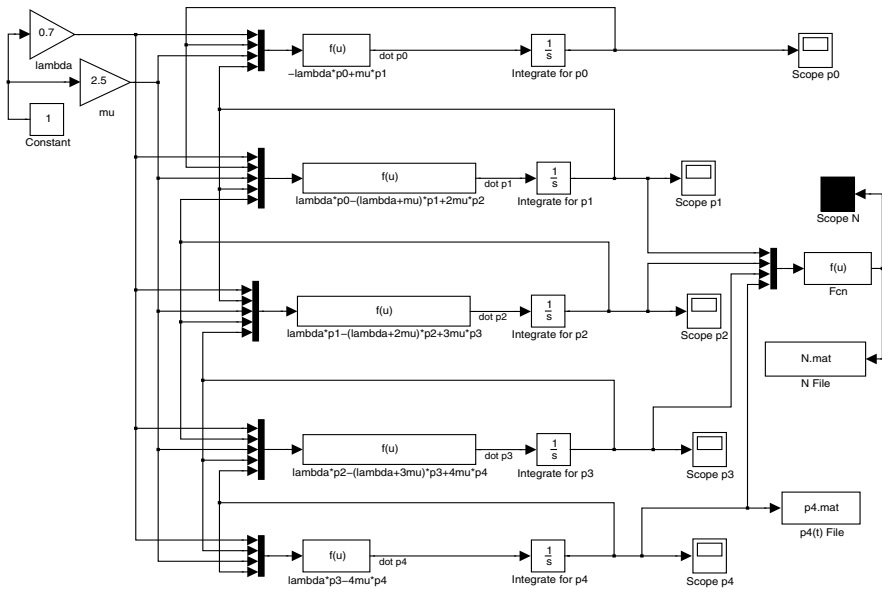 0.7
lambda
2.5
mu
1
Constant
f(u)
-lambda*p0+mu*p1
dot p0
1
s
Integrate for p0
Scope p0
f(u)
lambda*p0-(lambda+mu)*p1+2mu*p2
dot p1
1
s
Integrate for p1
Scope p1
Scope N
f(u)
Fcn
f(u)
lambda*p1-(lambda+2mu)*p2+3mu*p3
dot p2
1
s
Integrate for p2
Scope p2
N.mat
N File
f(u)
lambda*p2-(lambda+3mu)*p3+4mu*p4
dot p3
1
s
Integrate for p3
Scope p3
p4.mat
p4(t) File
f(u)
lambda*p3-4mu*p4
dot p4
1
s
Integrate for p4
Scope p4